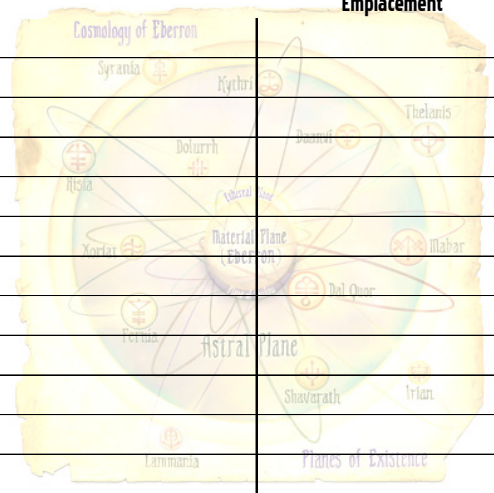 Emplacement
Cosmology of Eberron
Syrania
Kythri
Thelanis
Daanvi
Dolurrh
Risia
Ethereal Plane
Material Plane
(Eberron)
Xoriat
Mabar
Dal Quor
Fernia
Astral Plane
Shavarath
Irian
Lammania
Planes of Existence